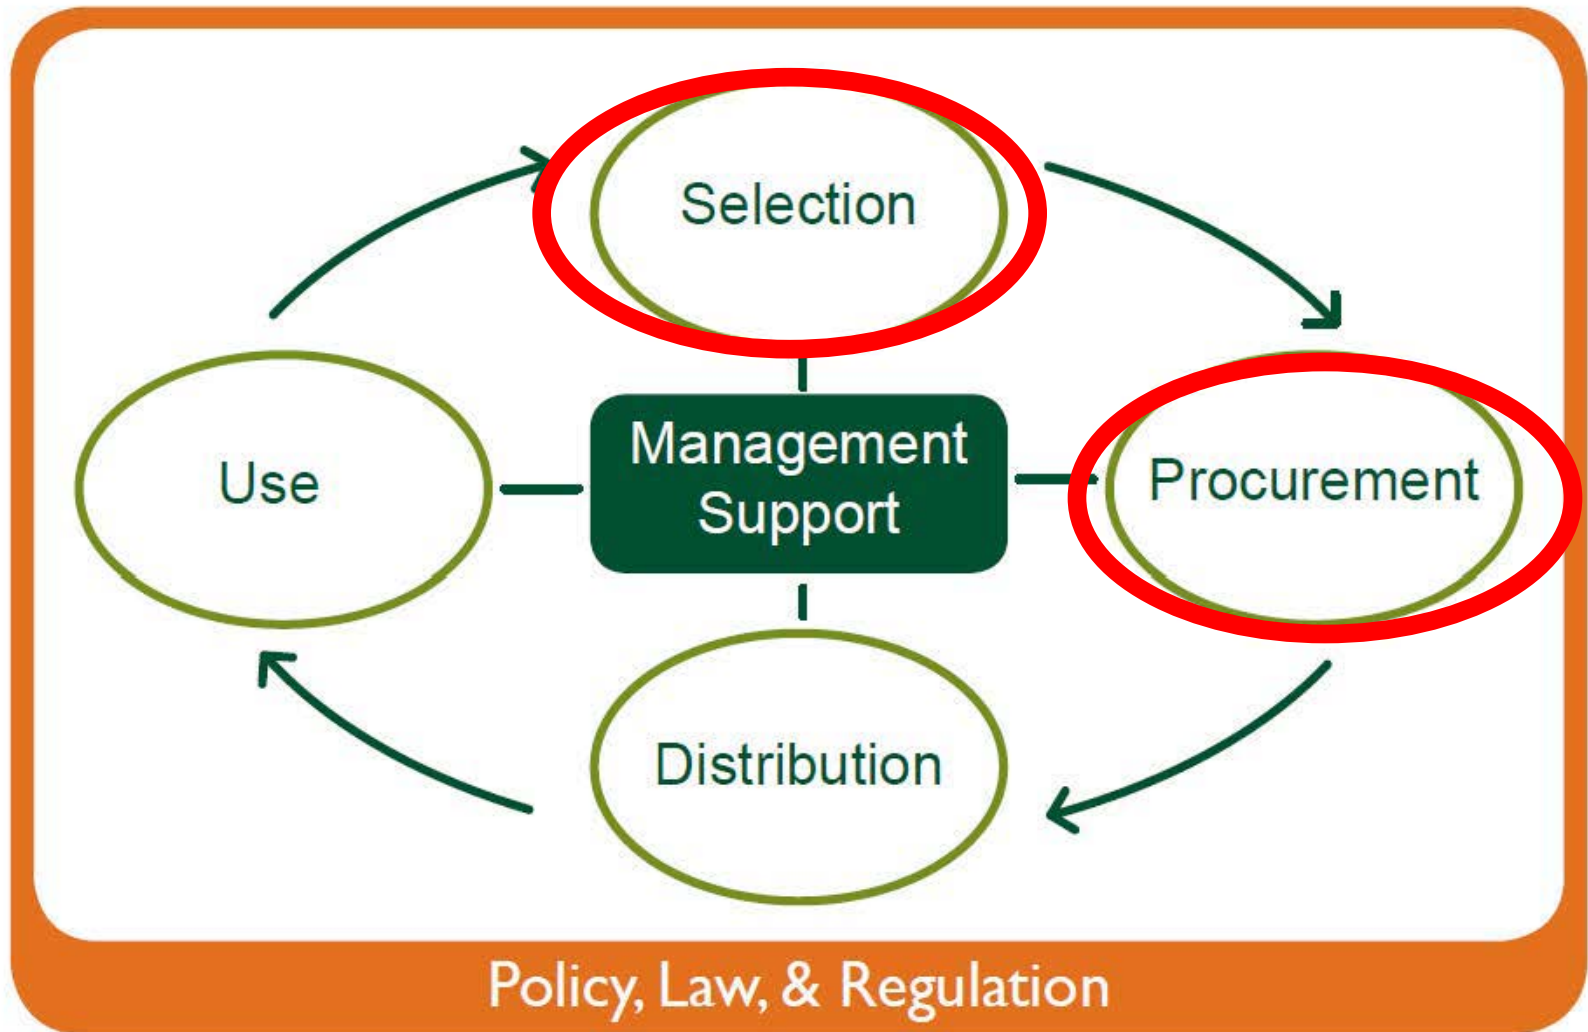 Selection
Use
Management
Support
Procurement
Distribution
Policy, Law, & Regulation